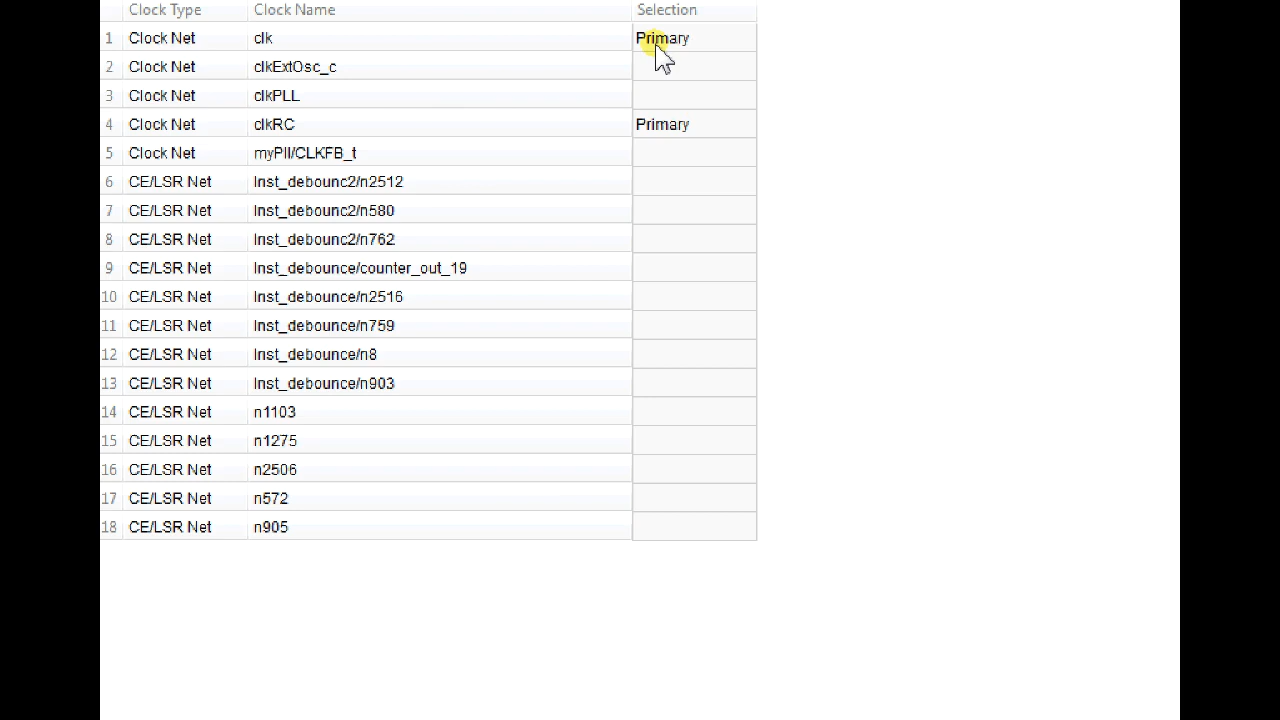 Clock Type Clock Name Selection
1 Clock Net clk Primary
2 Clock Net clkExtOsc_c
3 Clock Net clkPLL
4 Clock Net clkRC Primary
5 Clock Net myPll/CLKFB_t
6 CE/LSR Net Inst_debounc2/n2512
7 CE/LSR Net Inst_debounc2/n580
8 CE/LSR Net Inst_debounc2/n762
9 CE/LSR Net Inst_debounce/counter_out_19
10 CE/LSR Net Inst_debounce/n2516
11 CE/LSR Net Inst_debounce/n759
12 CE/LSR Net Inst_debounce/n8
13 CE/LSR Net Inst_debounce/n903
14 CE/LSR Net n1103
15 CE/LSR Net n1275
16 CE/LSR Net n2506
17 CE/LSR Net n572
18 CE/LSR Net n905